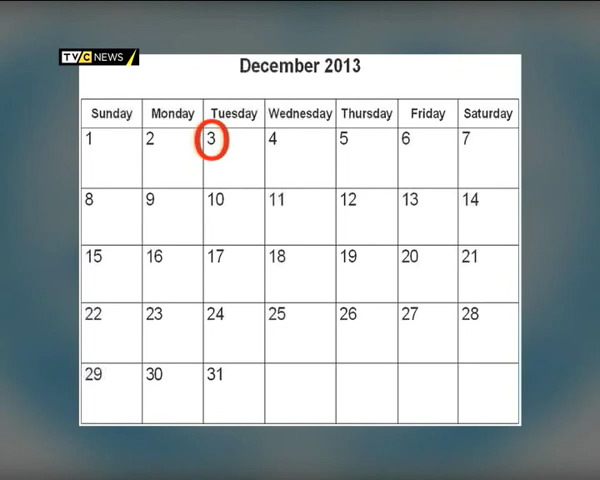 TVC NEWS
December 2013
Sunday Monday Tuesday Wednesday Thursday Friday Saturday
1 2 3 4 5 6 7
8 9 10 11 12 13 14
15 16 17 18 19 20 21
22 23 24 25 26 27 28
29 30 31